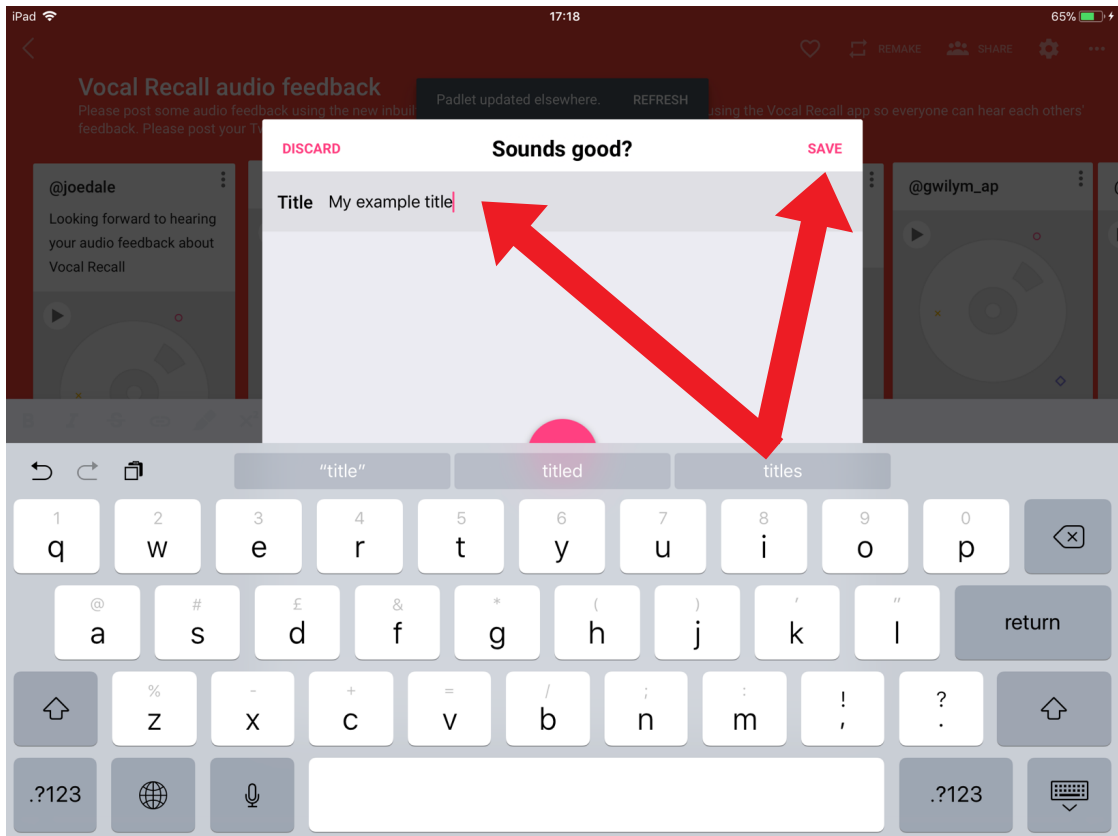 iPad 17:18 65%
REMAKE SHARE
Vocal Recall audio feedback
Padlet updated elsewhere. REFRESH
Please post some audio feedback using the new inbuil using the Vocal Recall app so everyone can hear each others'
feedback. Please post your Tw
DISCARD Sounds good? SAVE
@joedale
@gwilym_ap
Title My example title
Looking forward to hearing
your audio feedback about
Vocal Recall
"title" titled titles
1 2 3 4 5 6 7 8 9 0
q w e r t y u i o p
@ # £ & * ( ) ' "
a s d f g h j k l return
% - + = / ; : ! ?
z x c v b n m , .
.?123 .?123